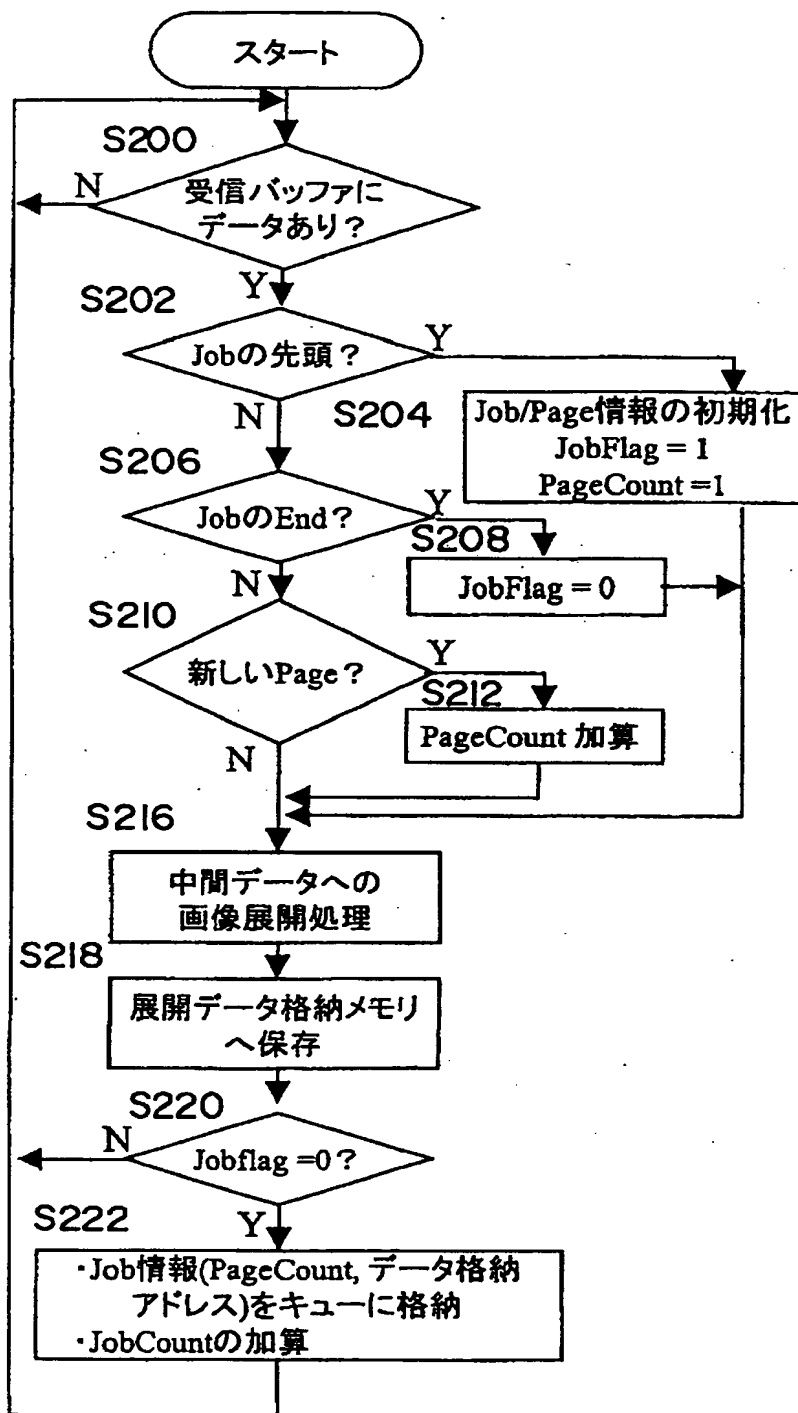 スタート
S200
N
受信バッファに
データあり？
Y
S202
Jobの先頭？
Y
N
S204
Job/Page情報の初期化
JobFlag = 1
PageCount =1
S206
JobのEnd？
Y
S208
JobFlag = 0
N
S210
新しいPage？
Y
S212
PageCount 加算
N
S216
中間データへの
画像展開処理
S218
展開データ格納メモリ
へ保存
S220
N
Jobflag =0？
Y
S222
・Job情報(PageCount, データ格納
アドレス)をキューに格納
・JobCountの加算